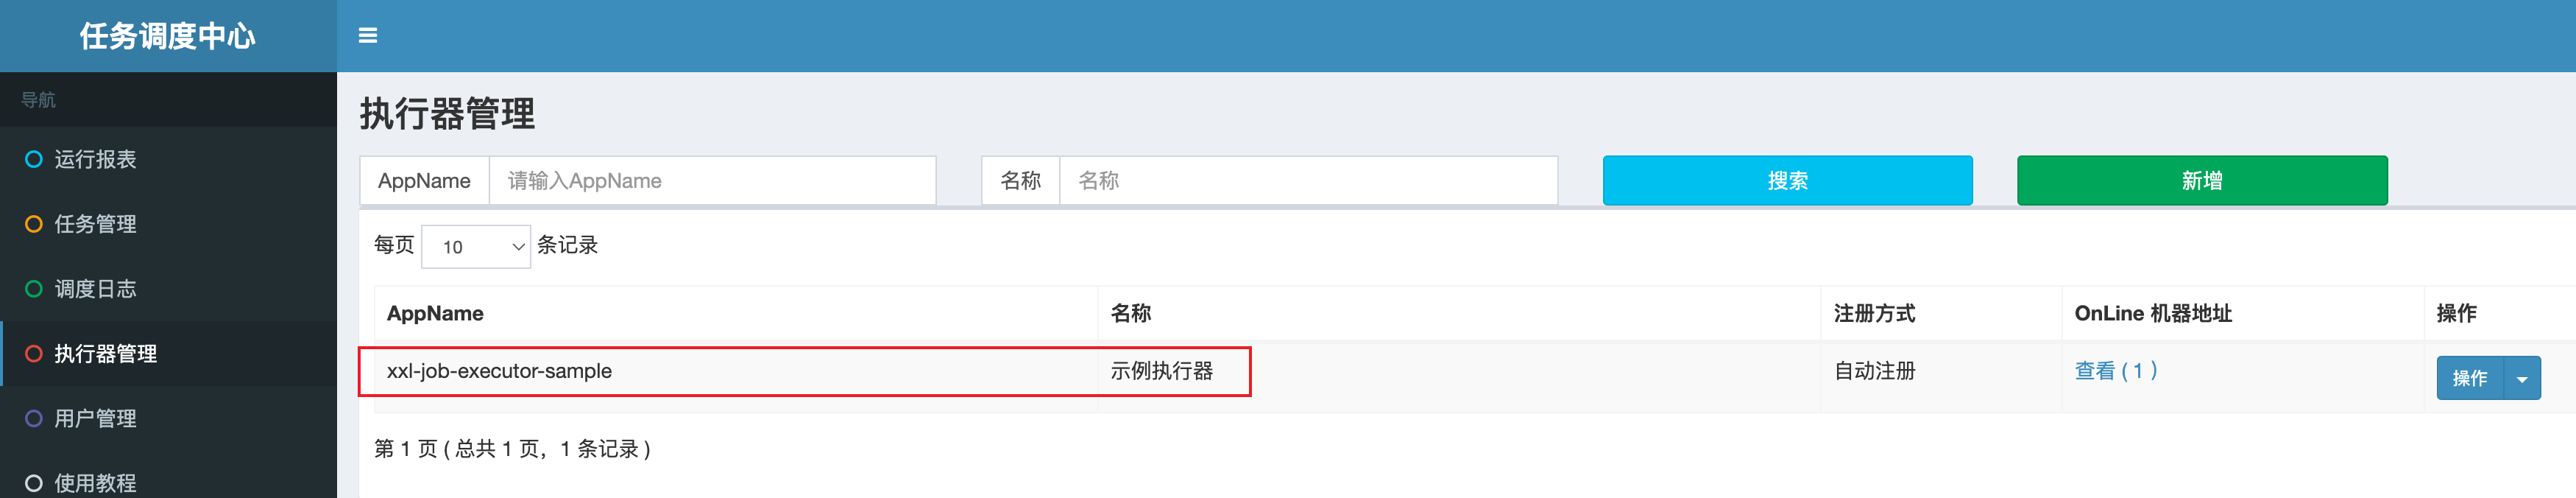 任务调度中心
导航
运行报表
任务管理
调度日志
执行器管理
用户管理
使用教程
执行器管理
AppName 请输入AppName 名称 名称 搜索 新增
每页 10 条记录
AppName 名称 注册方式 OnLine 机器地址 操作
xxl-job-executor-sample 示例执行器 自动注册 查看 ( 1 ) 操作
第 1 页 ( 总共 1 页，1 条记录 )